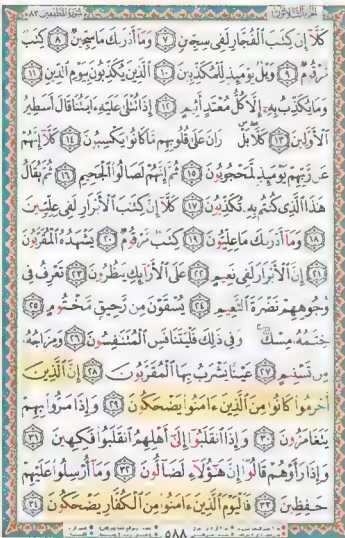 الجزء الثلاثون سورة المطففين ٨٣
كَلَّا إِنَّ كِتَٰبَ ٱلْفُجَّارِ لَفِى سِجِّينٍ ٧ وَمَآ أَدْرَىٰكَ مَا سِجِّينٌ ٨ كِتَٰبٌ
مَّرْقُومٌ ٩ وَيْلٌ يَوْمَئِذٍ لِّلْمُكَذِّبِينَ ١٠ ٱلَّذِينَ يُكَذِّبُونَ بِيَوْمِ ٱلدِّينِ ١١
وَمَا يُكَذِّبُ بِهِۦٓ إِلَّا كُلُّ مُعْتَدٍ أَثِيمٍ ١٢ إِذَا تُتْلَىٰ عَلَيْهِ ءَايَٰتُنَا قَالَ أَسَٰطِيرُ
ٱلْأَوَّلِينَ ١٣ كَلَّا بَلْ رَانَ عَلَىٰ قُلُوبِهِم مَّا كَانُوا۟ يَكْسِبُونَ ١٤ كَلَّآ إِنَّهُمْ
عَن رَّبِّهِمْ يَوْمَئِذٍ لَّمَحْجُوبُونَ ١٥ ثُمَّ إِنَّهُمْ لَصَالُوا۟ ٱلْجَحِيمِ ١٦ ثُمَّ يُقَالُ
هَٰذَا ٱلَّذِى كُنتُم بِهِۦ تُكَذِّبُونَ ١٧ كَلَّآ إِنَّ كِتَٰبَ ٱلْأَبْرَارِ لَفِى عِلِّيِّينَ
١٨ وَمَآ أَدْرَىٰكَ مَا عِلِّيُّونَ ١٩ كِتَٰبٌ مَّرْقُومٌ ٢٠ يَشْهَدُهُ ٱلْمُقَرَّبُونَ
٢١ إِنَّ ٱلْأَبْرَارَ لَفِى نَعِيمٍ ٢٢ عَلَى ٱلْأَرَآئِكِ يَنظُرُونَ ٢٣ تَعْرِفُ فِى
وُجُوهِهِمْ نَضْرَةَ ٱلنَّعِيمِ ٢٤ يُسْقَوْنَ مِن رَّحِيقٍ مَّخْتُومٍ ٢٥
خِتَٰمُهُۥ مِسْكٌ ۚ وَفِى ذَٰلِكَ فَلْيَتَنَافَسِ ٱلْمُتَنَٰفِسُونَ ٢٦ وَمِزَاجُهُۥ
مِن تَسْنِيمٍ ٢٧ عَيْنًا يَشْرَبُ بِهَا ٱلْمُقَرَّبُونَ ٢٨ إِنَّ ٱلَّذِينَ
أَجْرَمُوا۟ كَانُوا۟ مِنَ ٱلَّذِينَ ءَامَنُوا۟ يَضْحَكُونَ ٢٩ وَإِذَا مَرُّوا۟ بِهِمْ
يَتَغَامَزُونَ ٣٠ وَإِذَا ٱنقَلَبُوٓا۟ إِلَىٰٓ أَهْلِهِمُ ٱنقَلَبُوا۟ فَكِهِينَ ٣١
وَإِذَا رَأَوْهُمْ قَالُوٓا۟ إِنَّ هَٰٓؤُلَآءِ لَضَآلُّونَ ٣٢ وَمَآ أُرْسِلُوا۟ عَلَيْهِمْ
حَٰفِظِينَ ٣٣ فَٱلْيَوْمَ ٱلَّذِينَ ءَامَنُوا۟ مِنَ ٱلْكُفَّارِ يَضْحَكُونَ ٣٤
٥٨٨